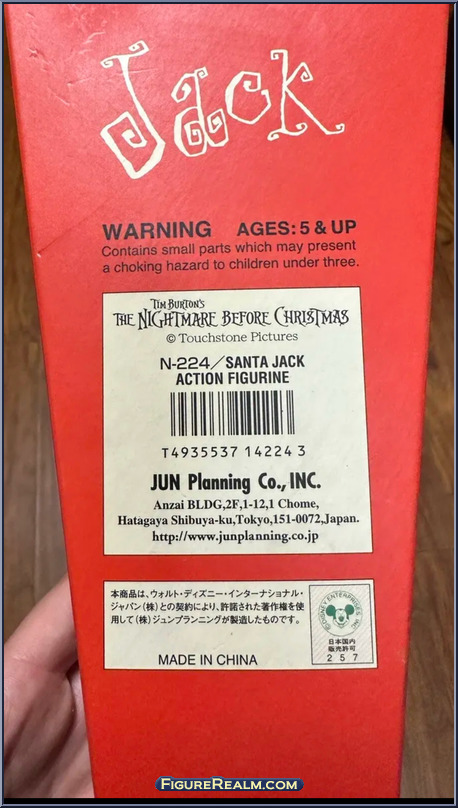 Jack
WARNING AGES: 5 & UP
Contains small parts which may present
a choking hazard to children under three.
TIM BURTON'S
THE NIGHTMARE BEFORE CHRISTMAS
© Touchstone Pictures
N-224/SANTA JACK
ACTION FIGURINE
T4935537 142243
JUN Planning Co., INC.
Anzai BLDG,2F,1-12,1 Chome,
Hatagaya Shibuya-ku,Tokyo,151-0072,Japan.
http://www.junplanning.co.jp
本商品は、ウォルト・ディズニー・インターナショナル・
ジャパン(株)との契約により、許諾された著作権を使
用して(株)ジュンプランニングが製造したものです。
MADE IN CHINA
©DISNEY ENTERPRISE INC
日本国内
販売許可
257
FIGUREREALM.COM